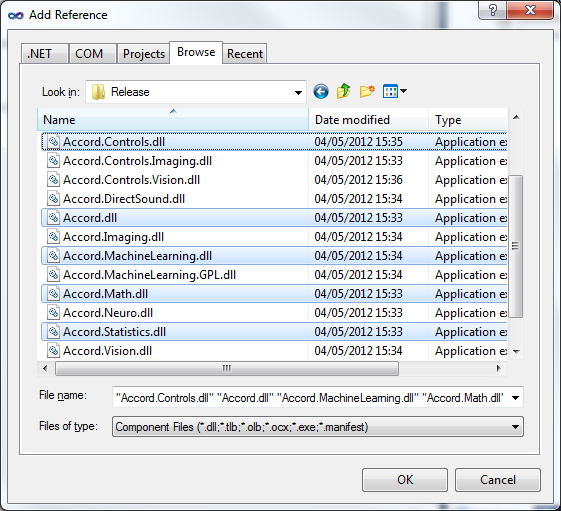 Add Reference
.NET COM Projects Browse Recent
Look in: Release
Name Date modified Type
Accord.Controls.dll 04/05/2012 15:35 Application ex
Accord.Controls.Imaging.dll 04/05/2012 15:33 Application ex
Accord.Controls.Vision.dll 04/05/2012 15:36 Application ex
Accord.DirectSound.dll 04/05/2012 15:34 Application ex
Accord.dll 04/05/2012 15:33 Application ex
Accord.Imaging.dll 04/05/2012 15:34 Application ex
Accord.MachineLearning.dll 04/05/2012 15:34 Application ex
Accord.MachineLearning.GPL.dll 04/05/2012 15:34 Application ex
Accord.Math.dll 04/05/2012 15:33 Application ex
Accord.Neuro.dll 04/05/2012 15:33 Application ex
Accord.Statistics.dll 04/05/2012 15:33 Application ex
Accord.Vision.dll 04/05/2012 15:34 Application ex
File name: "Accord.Controls.dll" "Accord.dll" "Accord.MachineLearning.dll" "Accord.Math.dll"
Files of type: Component Files (*.dll;*.tlb;*.olb;*.ocx;*.exe;*.manifest)
OK Cancel